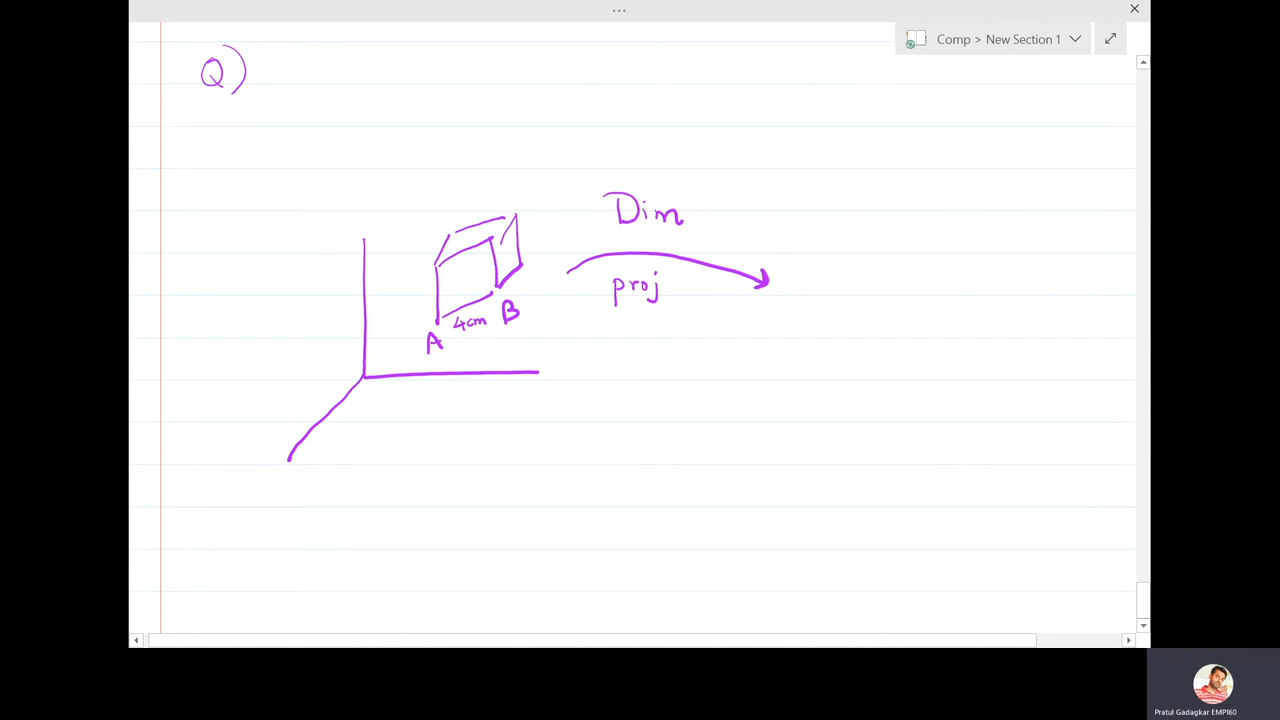 ...
Comp > New Section 1
Q)
Dim
proj
4cm B
A
Pratul Gadagkar EMP160